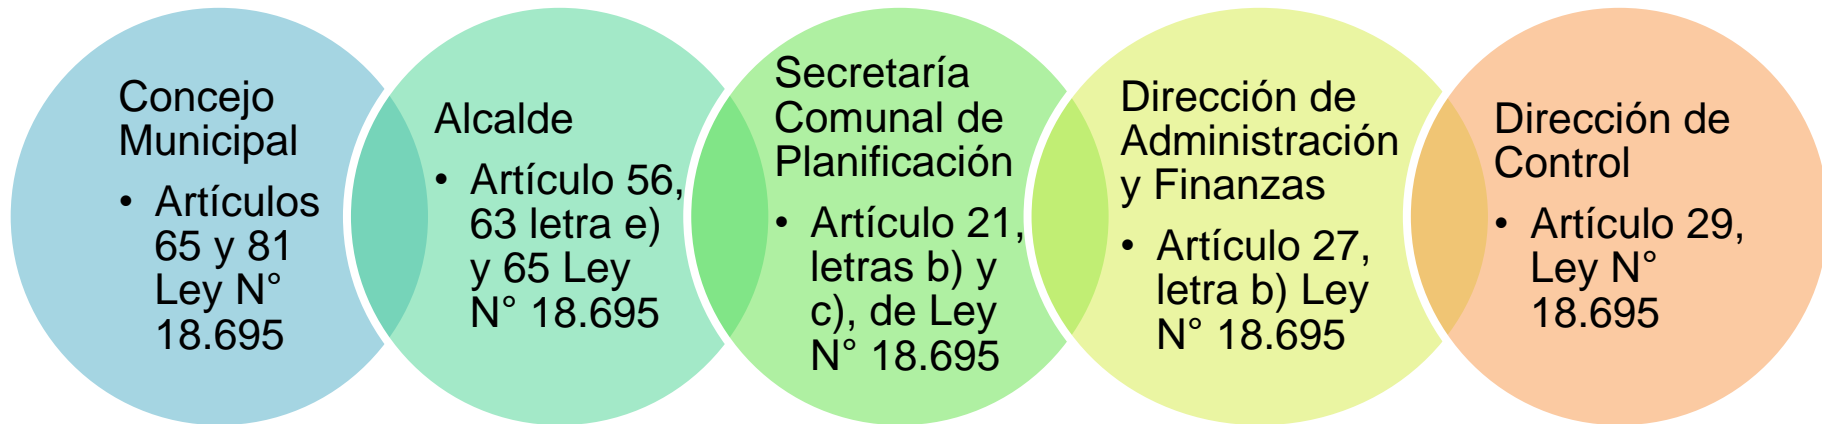 Concejo
Municipal
• Artículos
65 y 81
Ley N°
18.695
Alcalde
• Artículo 56,
63 letra e)
y 65 Ley
N° 18.695
Secretaría
Comunal de
Planificación
• Artículo 21,
letras b) y
c), de Ley
N° 18.695
Dirección de
Administración
y Finanzas
• Artículo 27,
letra b) Ley
N° 18.695
Dirección de
Control
• Artículo 29,
Ley N°
18.695